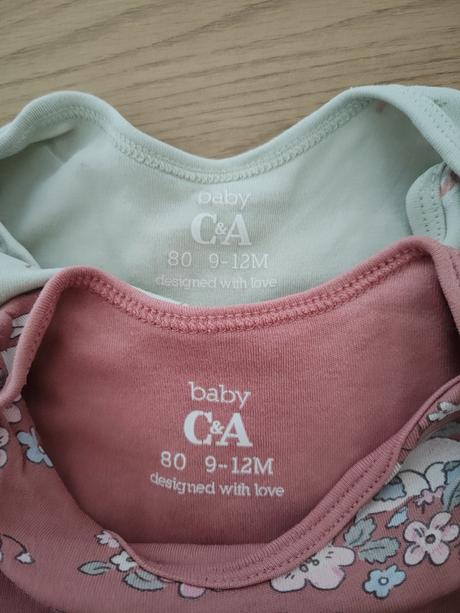 baby
C&A
80 9-12M
designed with love
baby
C&A
80 9-12M
designed with love